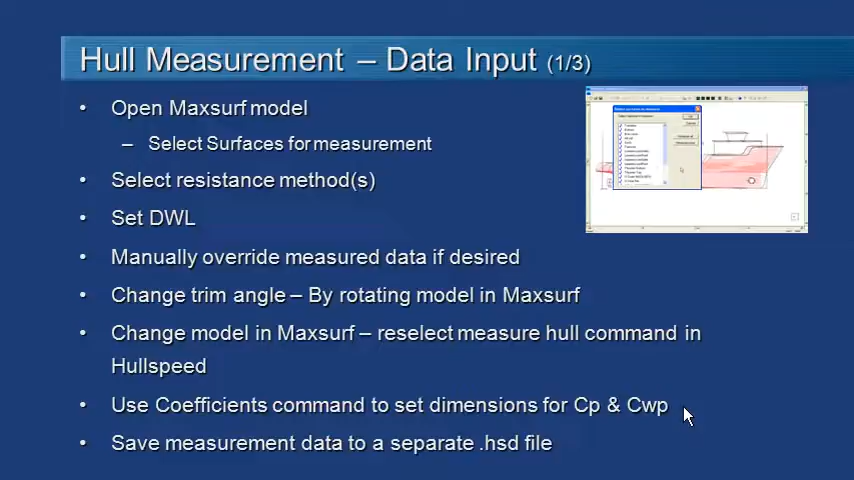 Hull Measurement – Data Input (1/3)
• Open Maxsurf model
– Select Surfaces for measurement
• Select resistance method(s)
• Set DWL
• Manually override measured data if desired
• Change trim angle – By rotating model in Maxsurf
• Change model in Maxsurf – reselect measure hull command in
Hullspeed
• Use Coefficients command to set dimensions for Cp & Cwp
• Save measurement data to a separate .hsd file